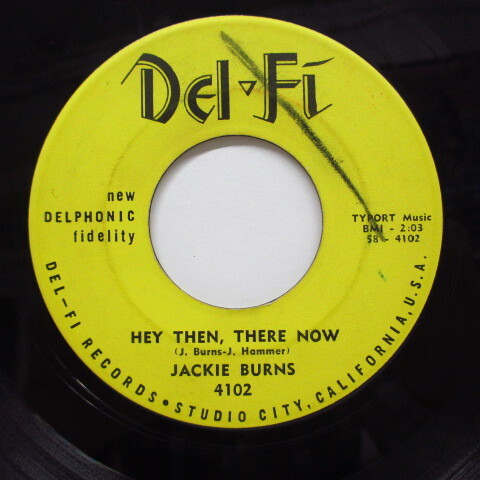 Del-Fi
new
DELPHONIC
fidelity
TYPORT Music
BMI - 2:03
S8 - 4102
HEY THEN, THERE NOW
(J. Burns-J. Hammer)
JACKIE BURNS
4102
DEL-FI RECORDS • STUDIO CITY, CALIFORNIA, U.S.A.